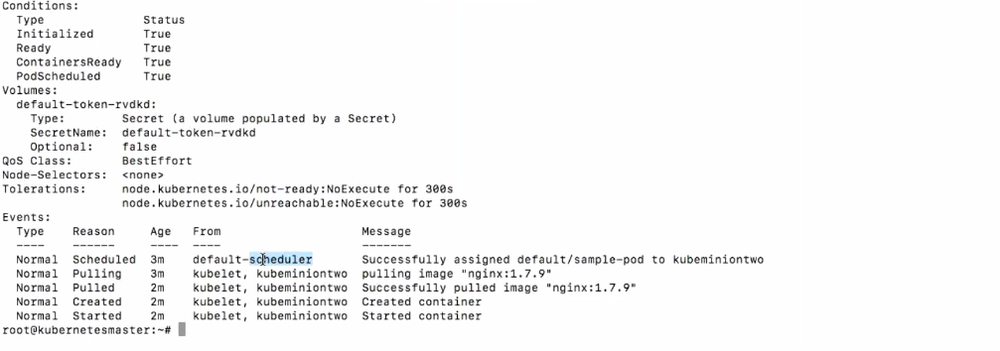 Conditions:
  Type              Status
  Initialized       True
  Ready             True
  ContainersReady   True
  PodScheduled      True
Volumes:
  default-token-rvdkd:
    Type:        Secret (a volume populated by a Secret)
    SecretName:  default-token-rvdkd
    Optional:    false
QoS Class:       BestEffort
Node-Selectors:  <none>
Tolerations:     node.kubernetes.io/not-ready:NoExecute for 300s
                 node.kubernetes.io/unreachable:NoExecute for 300s
Events:
  Type    Reason     Age   From                    Message
  ----    ------     ----  ----                    -------
  Normal  Scheduled  3m    default-scheduler       Successfully assigned default/sample-pod to kubeminiontwo
  Normal  Pulling    3m    kubelet, kubeminiontwo  pulling image "nginx:1.7.9"
  Normal  Pulled     2m    kubelet, kubeminiontwo  Successfully pulled image "nginx:1.7.9"
  Normal  Created    2m    kubelet, kubeminiontwo  Created container
  Normal  Started    2m    kubelet, kubeminiontwo  Started container
root@kubernetesmaster:~#